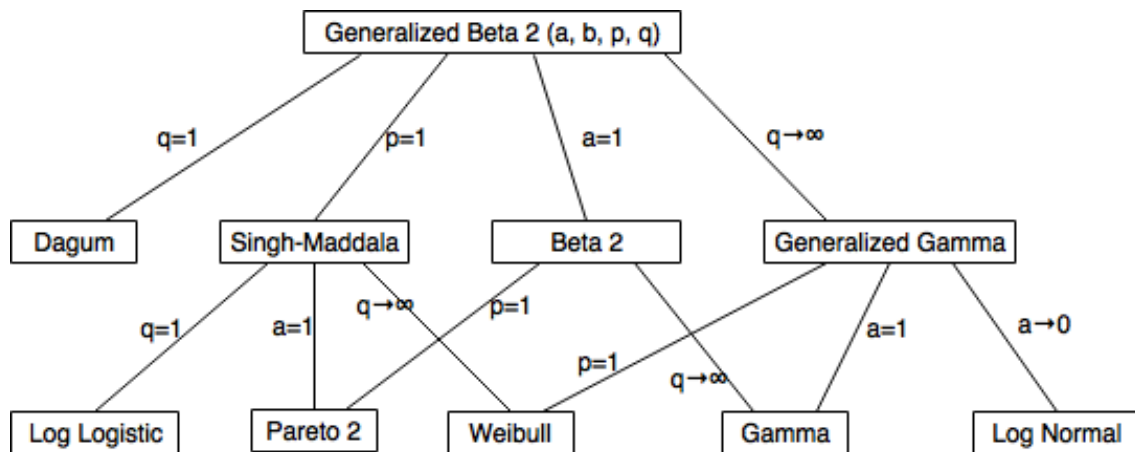 Generalized Beta 2 (a, b, p, q)
q=1
p=1
a=1
q→∞
Dagum
Singh-Maddala
Beta 2
Generalized Gamma
q=1
a=1
q→∞
p=1
p=1
q→∞
a=1
a→0
Log Logistic
Pareto 2
Weibull
Gamma
Log Normal